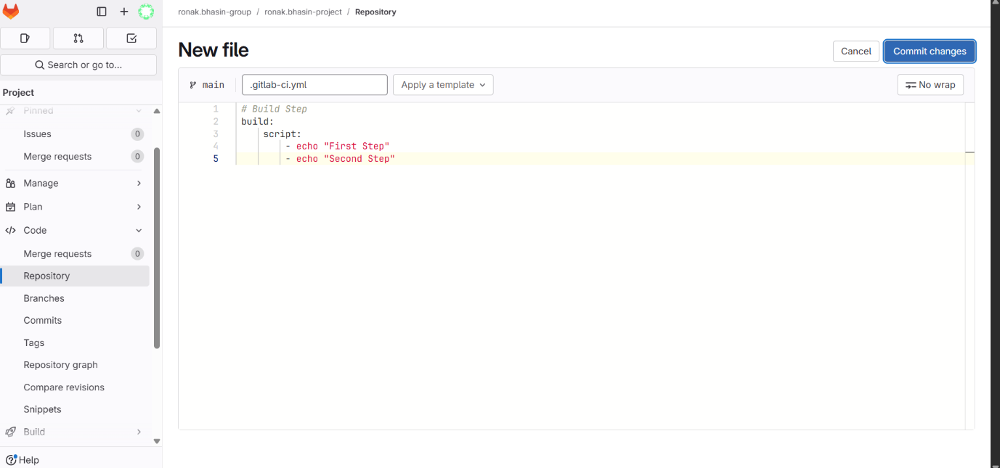 ronak.bhasin-group / ronak.bhasin-project / Repository
Search or go to...
Project
Pinned
Issues 0
Merge requests 0
Manage
Plan
Code
Merge requests 0
Repository
Branches
Commits
Tags
Repository graph
Compare revisions
Snippets
Build
Help
New file
Cancel
Commit changes
main
.gitlab-ci.yml
Apply a template
No wrap
1 # Build Step
2 build:
3 script:
4 - echo "First Step"
5 - echo "Second Step"